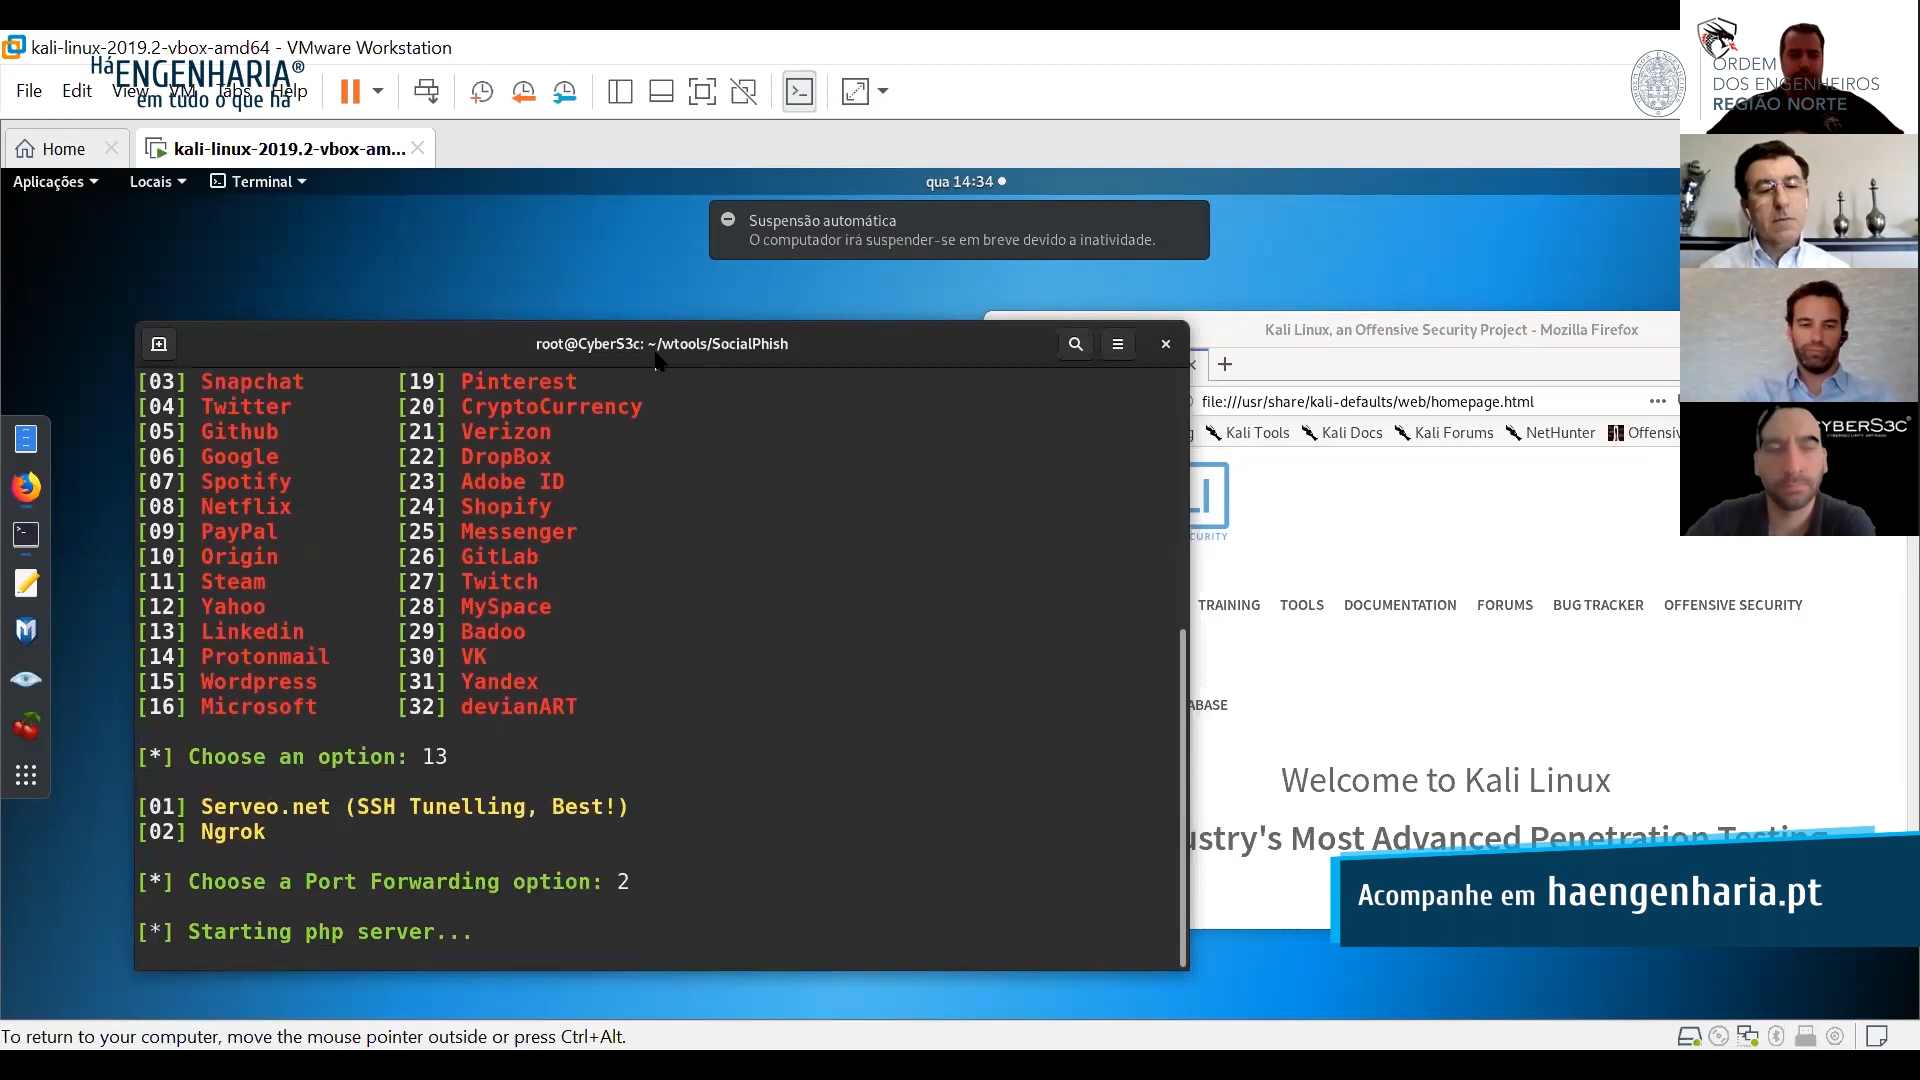 kali-linux-2019.2-vbox-amd64 - VMware Workstation
Há
ENGENHARIA®
em tudo o que há
File Edit View VM Tabs Help
ORDEM
DOS ENGENHEIROS
REGIÃO NORTE
Home
kali-linux-2019.2-vbox-am...
Aplicações Locais Terminal
qua 14:34
Suspensão automática
O computador irá suspender-se em breve devido a inatividade.
root@CyberS3c: ~/wtools/SocialPhish
Kali Linux, an Offensive Security Project - Mozilla Firefox
file:///usr/share/kali-defaults/web/homepage.html
Kali Tools Kali Docs Kali Forums NetHunter Offensiv
CYBERS3C
[03] Snapchat [19] Pinterest
[04] Twitter [20] CryptoCurrency
[05] Github [21] Verizon
[06] Google [22] DropBox
[07] Spotify [23] Adobe ID
[08] Netflix [24] Shopify
[09] PayPal [25] Messenger
[10] Origin [26] GitLab
[11] Steam [27] Twitch
[12] Yahoo [28] MySpace
[13] Linkedin [29] Badoo
[14] Protonmail [30] VK
[15] Wordpress [31] Yandex
[16] Microsoft [32] devianART
[*] Choose an option: 13
[01] Serveo.net (SSH Tunelling, Best!)
[02] Ngrok
[*] Choose a Port Forwarding option: 2
[*] Starting php server...
LI
CURITY
TRAINING TOOLS DOCUMENTATION FORUMS BUG TRACKER OFFENSIVE SECURITY
ABASE
Welcome to Kali Linux
ustry's Most Advanced Penetration Testing
Acompanhe em haengenharia.pt
To return to your computer, move the mouse pointer outside or press Ctrl+Alt.